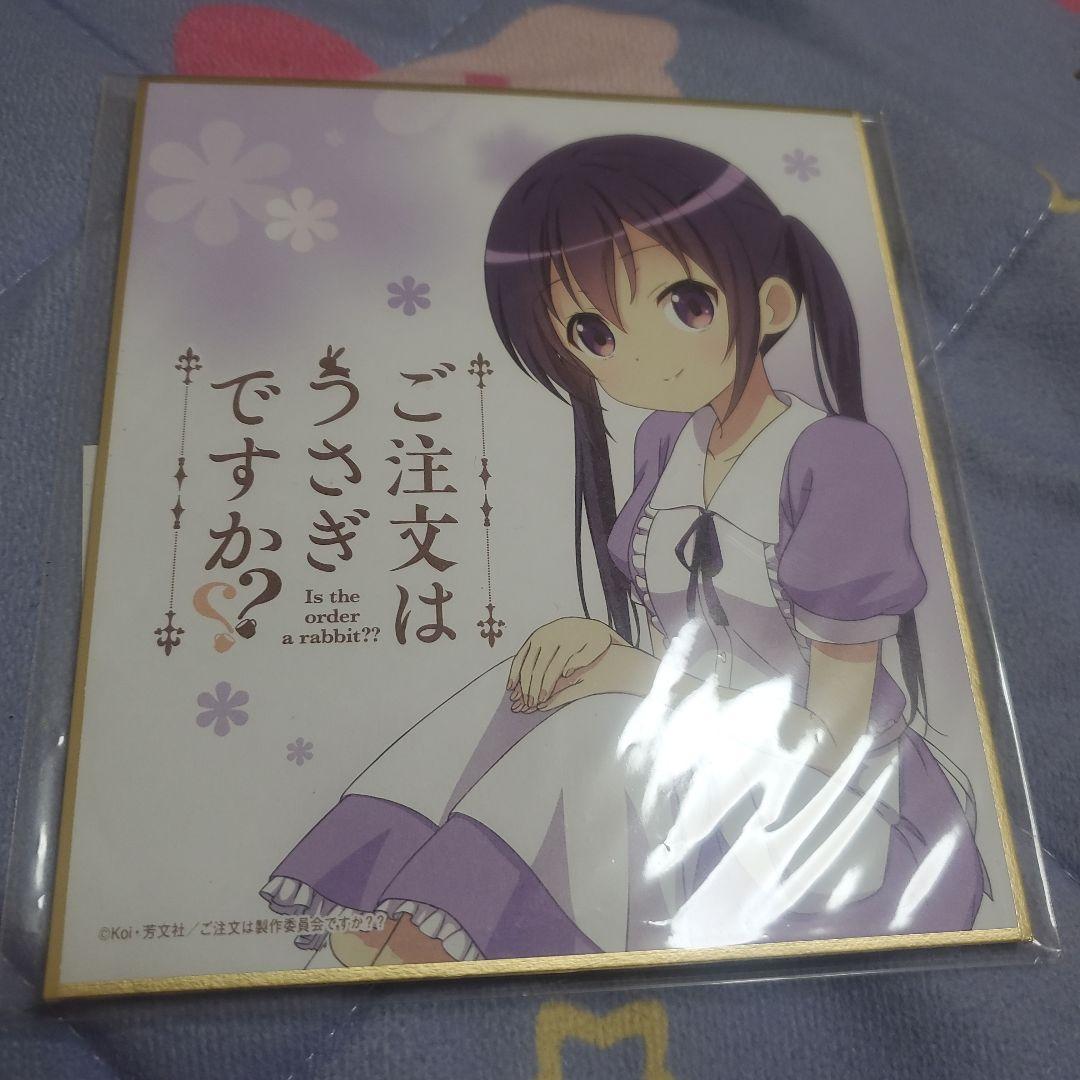 ご注文は
うさぎ
ですか??
Is the
order
a rabbit??
©Koi・芳文社／ご注文は製作委員会ですか??